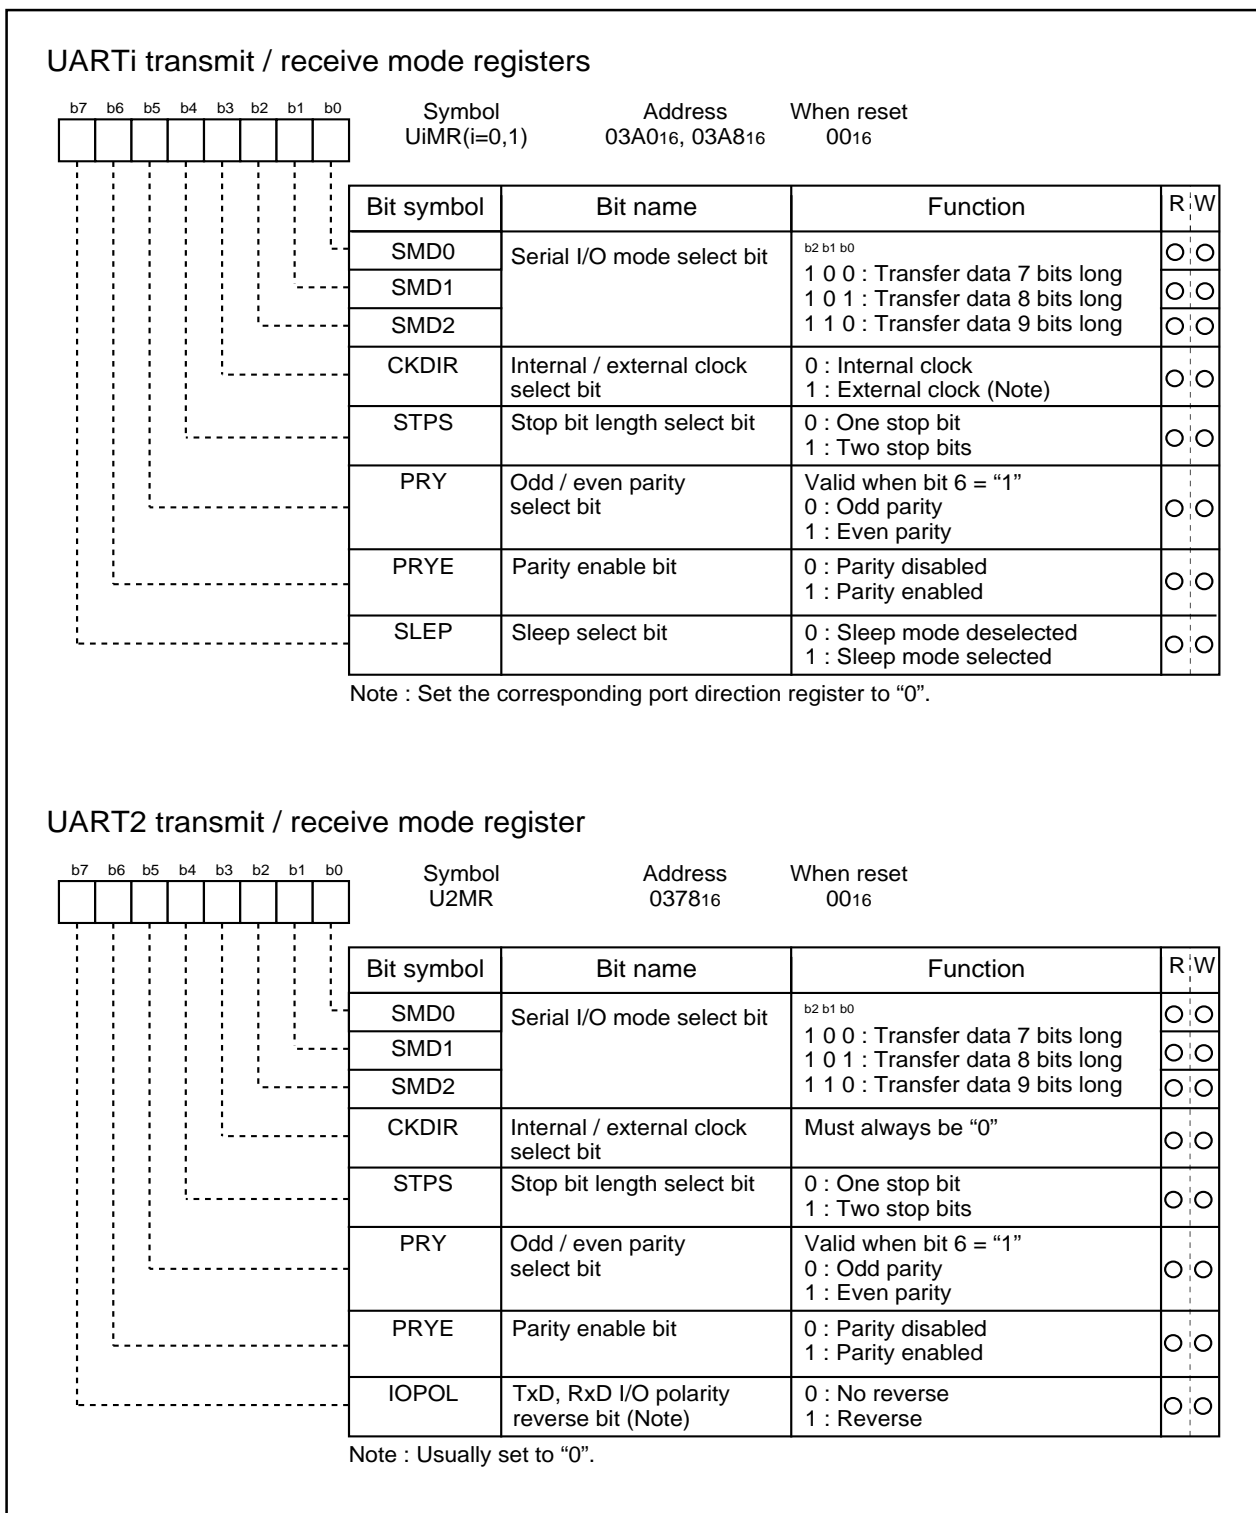 UARTi transmit / receive mode registers
b7 b6 b5 b4 b3 b2 b1 b0
Symbol Address When reset
UiMR(i=0,1) 03A016, 03A816 0016
Bit symbol Bit name Function R W
SMD0 Serial I/O mode select bit b2 b1 b0
1 0 0 : Transfer data 7 bits long
SMD1 1 0 1 : Transfer data 8 bits long
SMD2 1 1 0 : Transfer data 9 bits long
CKDIR Internal / external clock 0 : Internal clock
select bit 1 : External clock (Note)
STPS Stop bit length select bit 0 : One stop bit
1 : Two stop bits
PRY Odd / even parity Valid when bit 6 = “1”
select bit 0 : Odd parity
1 : Even parity
PRYE Parity enable bit 0 : Parity disabled
1 : Parity enabled
SLEP Sleep select bit 0 : Sleep mode deselected
1 : Sleep mode selected
Note : Set the corresponding port direction register to “0”.
UART2 transmit / receive mode register
b7 b6 b5 b4 b3 b2 b1 b0
Symbol Address When reset
U2MR 037816 0016
Bit symbol Bit name Function R W
SMD0 Serial I/O mode select bit b2 b1 b0
1 0 0 : Transfer data 7 bits long
SMD1 1 0 1 : Transfer data 8 bits long
SMD2 1 1 0 : Transfer data 9 bits long
CKDIR Internal / external clock Must always be “0”
select bit
STPS Stop bit length select bit 0 : One stop bit
1 : Two stop bits
PRY Odd / even parity Valid when bit 6 = “1”
select bit 0 : Odd parity
1 : Even parity
PRYE Parity enable bit 0 : Parity disabled
1 : Parity enabled
IOPOL TxD, RxD I/O polarity 0 : No reverse
reverse bit (Note) 1 : Reverse
Note : Usually set to “0”.